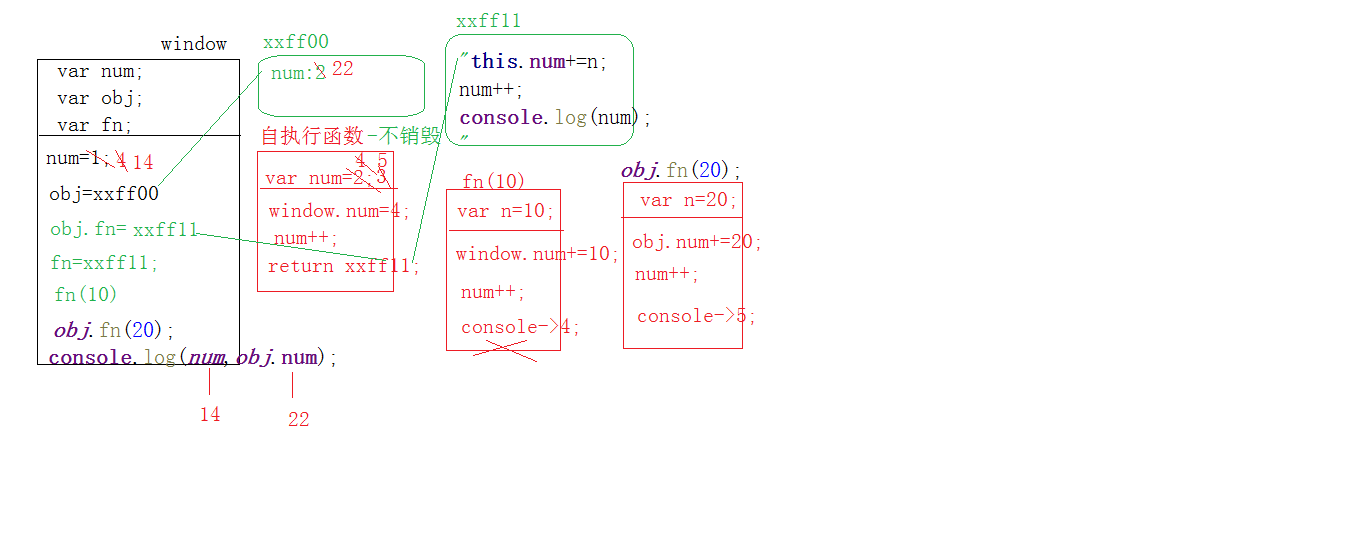 window
var num;
var obj;
var fn;
num=1; 4 14
obj=xxff00
obj.fn= xxff11
fn=xxff11;
fn(10)
obj.fn(20);
console.log(num,obj.num);
14
22
xxff00
num:2 22
自执行函数-不销毁
4 5
var num=2;3
window.num=4;
num++;
return xxff11;
xxff11
"this.num+=n;
num++;
console.log(num);
"
fn(10)
var n=10;
window.num+=10;
num++;
console->4;
obj.fn(20);
var n=20;
obj.num+=20;
num++;
console->5;